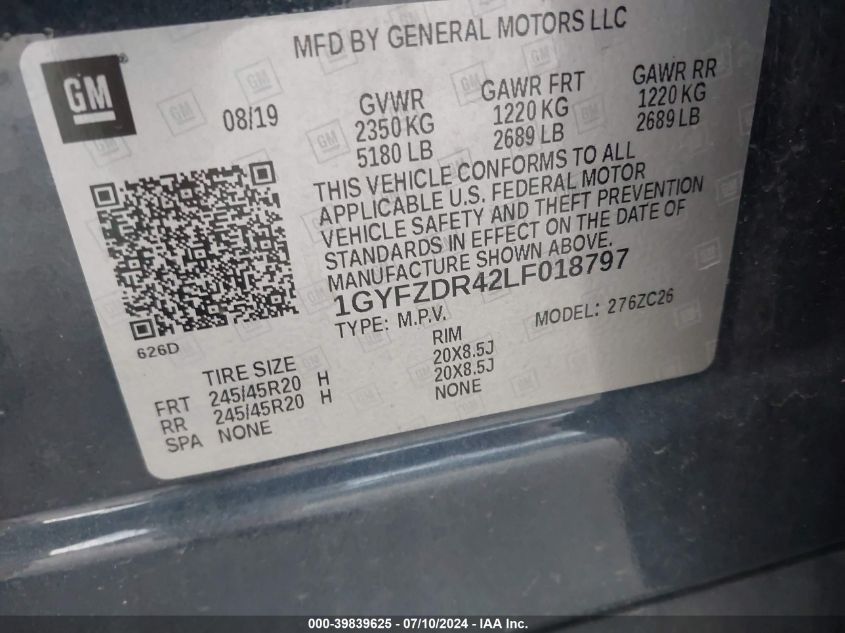 MFD BY GENERAL MOTORS LLC
GM
08/19
GVWR
2350 KG
5180 LB
GAWR FRT
1220 KG
2689 LB
GAWR RR
1220 KG
2689 LB
THIS VEHICLE CONFORMS TO ALL
APPLICABLE U.S. FEDERAL MOTOR
VEHICLE SAFETY AND THEFT PREVENTION
STANDARDS IN EFFECT ON THE DATE OF
MANUFACTURE SHOWN ABOVE.
1GYFZDR42LF018797
TYPE: M.P.V. MODEL: 276ZC26
626D
TIRE SIZE RIM
FRT 245/45R20 H 20X8.5J
RR 245/45R20 H 20X8.5J
SPA NONE NONE
000-39839625 - 07/10/2024 - IAA Inc.